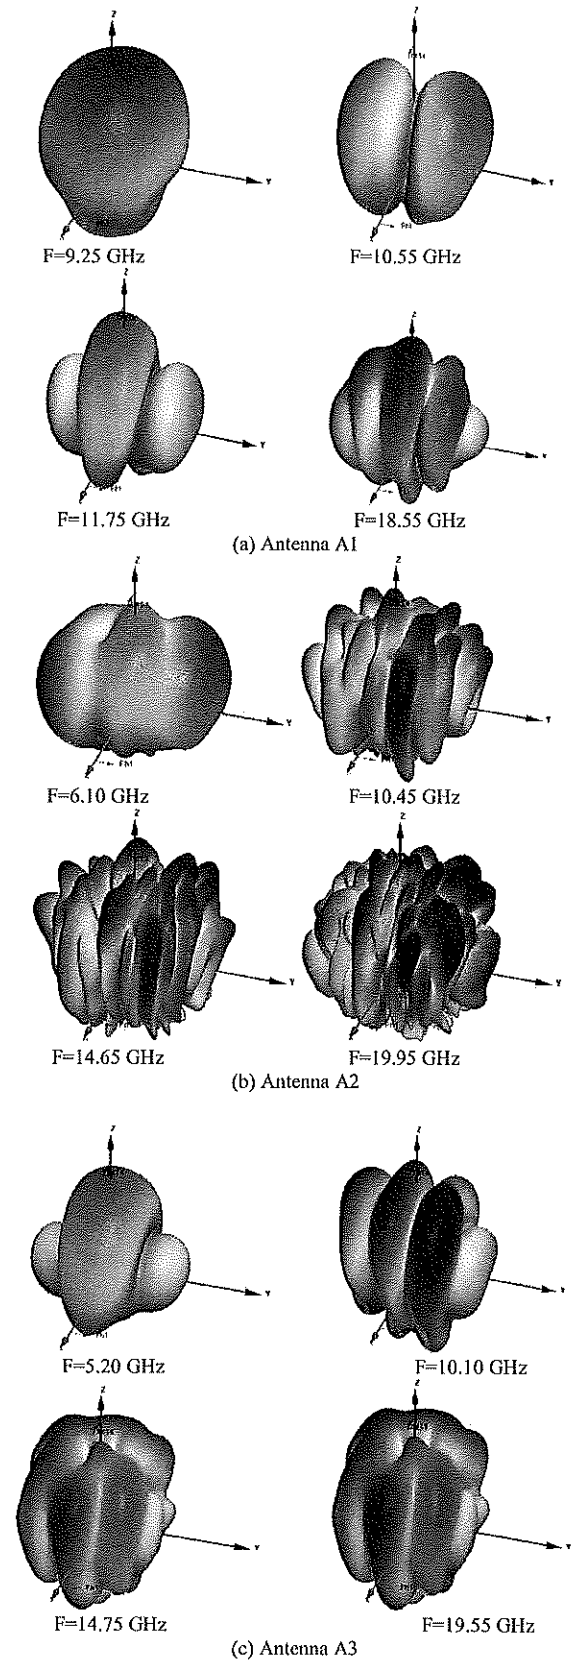 Z
Z
Y
F=9.25 GHz
F=10.55 GHz
Z
Z
Y
F=11.75 GHz
F=18.55 GHz
(a) Antenna A1
Z
Z
Y
Y
F=6.10 GHz
F=10.45 GHz
Z
Z
Y
Y
F=14.65 GHz
F=19.95 GHz
(b) Antenna A2
Z
Z
Y
Y
F=5.20 GHz
F=10.10 GHz
Z
Z
Y
Y
F=14.75 GHz
F=19.55 GHz
(c) Antenna A3